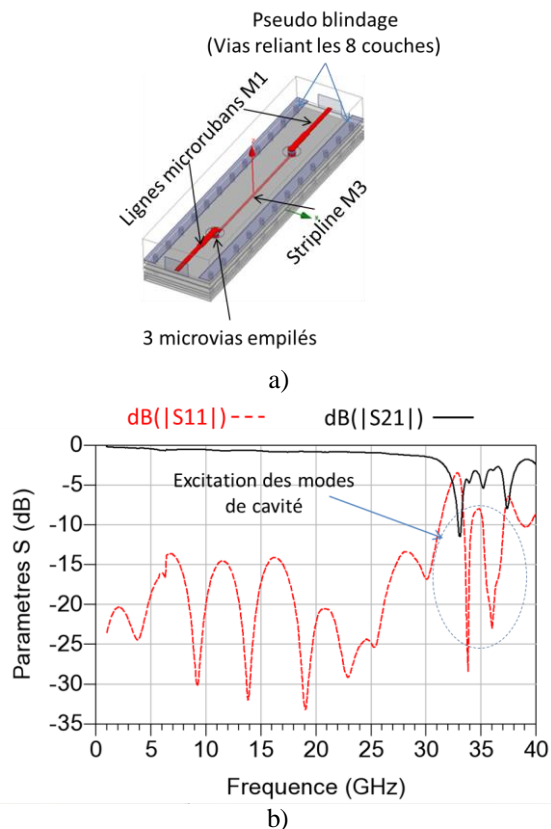 Pseudo blindage
(Vias reliant les 8 couches)
Lignes microrubans M1
Stripline M3
3 microvias empilés
a)
dB(|S11|) --- dB(|S21|) —
Excitation des modes
de cavité
Parametres S (dB)
0
-5
-10
-15
-20
-25
-30
-35
0 5 10 15 20 25 30 35 40
Frequence (GHz)
b)